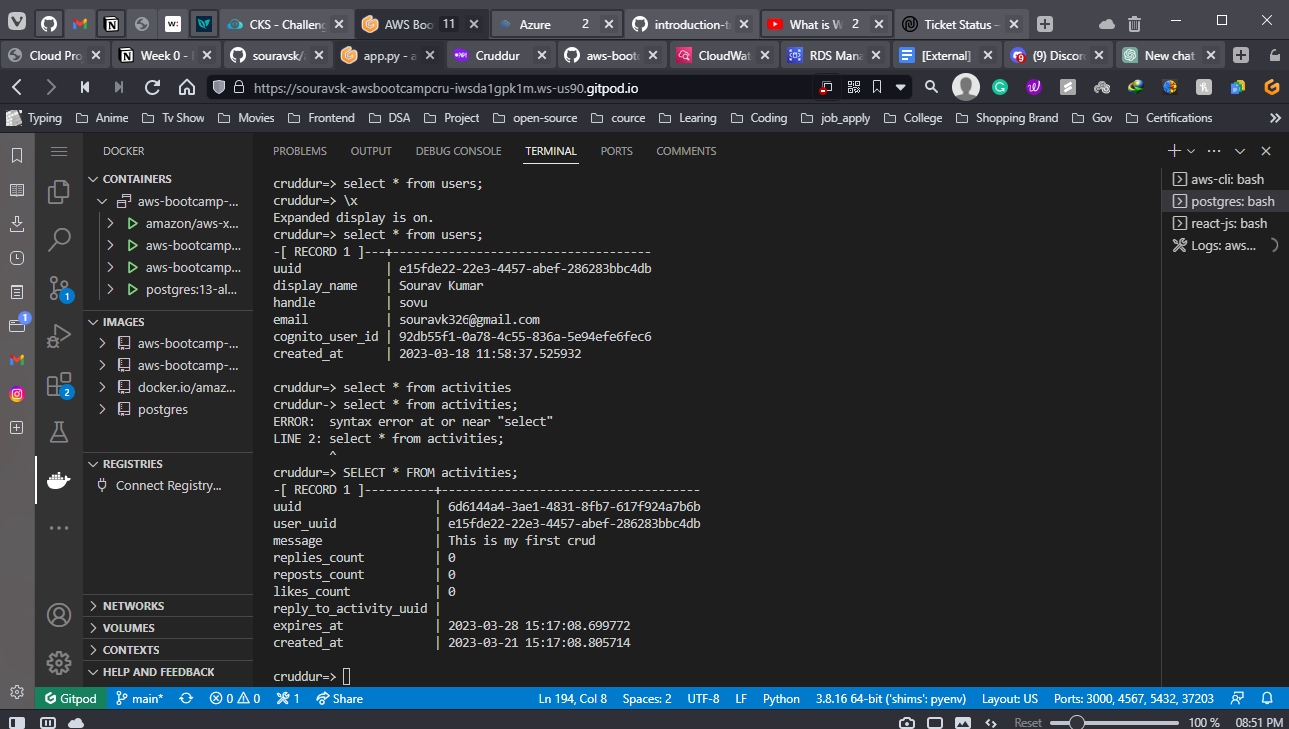 CKS - Challeng
AWS Boo
11
Azure
2
introduction-t
What is W
2
Ticket Status –
Cloud Pro
Week 0 -
souravsk/
app.py - a
Cruddur
aws-bootc
CloudWat
RDS Man
[External]
(9) Discor
New chat
https://souravsk-awsbootcampcru-iwsda1gpk1m.ws-us90.gitpod.io
Typing
Anime
Tv Show
Movies
Frontend
DSA
Project
open-source
cource
Learing
Coding
job_apply
College
Shopping Brand
Gov
Certifications
DOCKER
PROBLEMS
OUTPUT
DEBUG CONSOLE
TERMINAL
PORTS
COMMENTS
CONTAINERS
aws-bootcamp-...
amazon/aws-x...
aws-bootcamp...
aws-bootcamp...
postgres:13-al...
IMAGES
aws-bootcamp-...
aws-bootcamp-...
docker.io/amaz...
postgres
REGISTRIES
Connect Registry...
NETWORKS
VOLUMES
CONTEXTS
HELP AND FEEDBACK
1
1
2
cruddur=> select * from users;
cruddur=> \x
Expanded display is on.
cruddur=> select * from users;
-[ RECORD 1 ]---+-------------------------------------
uuid            | e15fde22-22e3-4457-abef-286283bbc4db
display_name    | Sourav Kumar
handle          | sovu
email           | souravk326@gmail.com
cognito_user_id | 92db55f1-0a78-4c55-836a-5e94efe6fec6
created_at      | 2023-03-18 11:58:37.525932
cruddur=> select * from activities
cruddur-> select * from activities;
ERROR:  syntax error at or near "select"
LINE 2: select * from activities;
^
cruddur=> SELECT * FROM activities;
-[ RECORD 1 ]----------+-------------------------------------
uuid                   | 6d6144a4-3ae1-4831-8fb7-617f924a7b6b
user_uuid              | e15fde22-22e3-4457-abef-286283bbc4db
message                | This is my first crud
replies_count          | 0
reposts_count          | 0
likes_count            | 0
reply_to_activity_uuid |
expires_at             | 2023-03-28 15:17:08.699772
created_at             | 2023-03-21 15:17:08.805714
cruddur=>
aws-cli: bash
postgres: bash
react-js: bash
Logs: aws...
Gitpod
main*
0
0
1
Share
Ln 194, Col 8
Spaces: 2
UTF-8
LF
Python
3.8.16 64-bit ('shims': pyenv)
Layout: US
Ports: 3000, 4567, 5432, 37203
Reset
100 %
08:51 PM